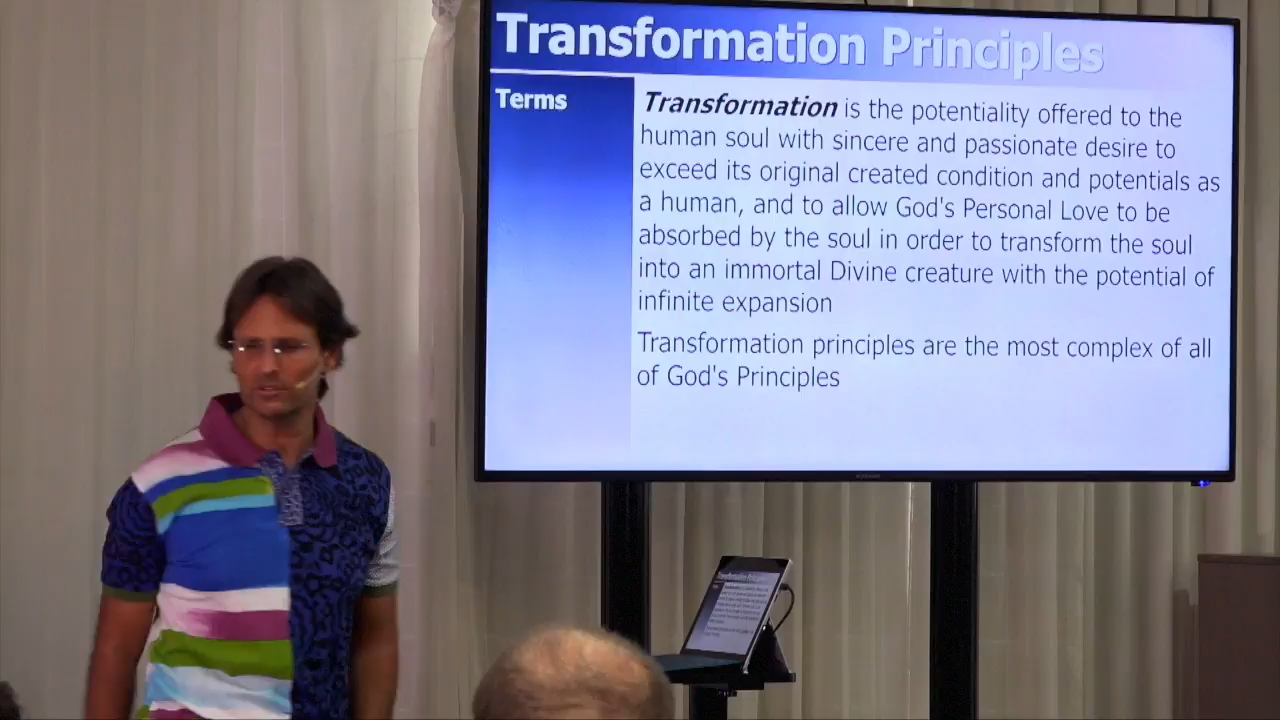 Transformation Principles
Terms
Transformation is the potentiality offered to the
human soul with sincere and passionate desire to
exceed its original created condition and potentials as
a human, and to allow God's Personal Love to be
absorbed by the soul in order to transform the soul
into an immortal Divine creature with the potential of
infinite expansion
Transformation principles are the most complex of all
of God's Principles